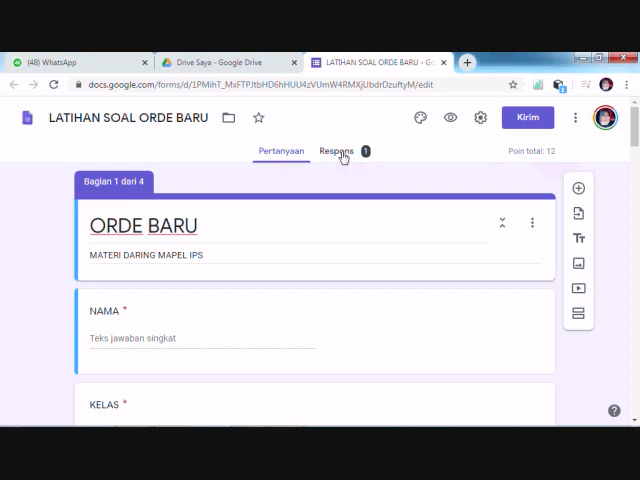 (48) WhatsApp
Drive Saya - Google Drive
LATIHAN SOAL ORDE BARU - Go
docs.google.com/forms/d/1PMihT_MxFTPJtbHD6hHUU4zVUmW4RMXjUbdrDzuftyM/edit
LATIHAN SOAL ORDE BARU
Kirim
Pertanyaan
Respons 1
Poin total: 12
Bagian 1 dari 4
ORDE BARU
MATERI DARING MAPEL IPS
NAMA *
Teks jawaban singkat
KELAS *